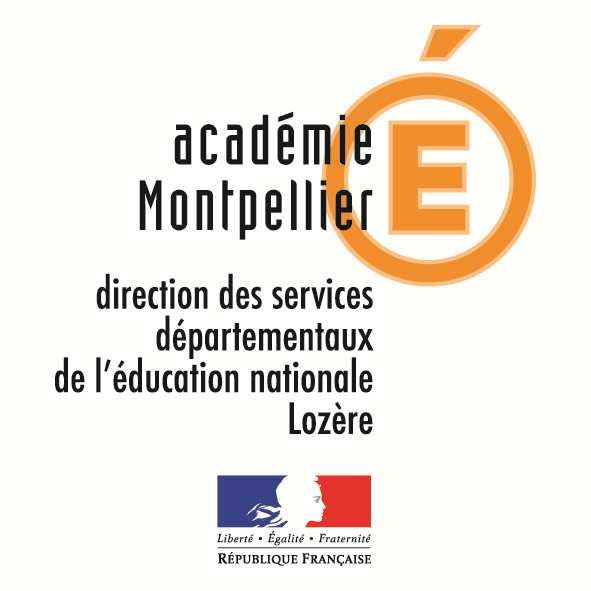 académie
Montpellier
É
direction des services
départementaux
de l'éducation nationale
Lozère
Liberté • Égalité • Fraternité
RÉPUBLIQUE FRANÇAISE